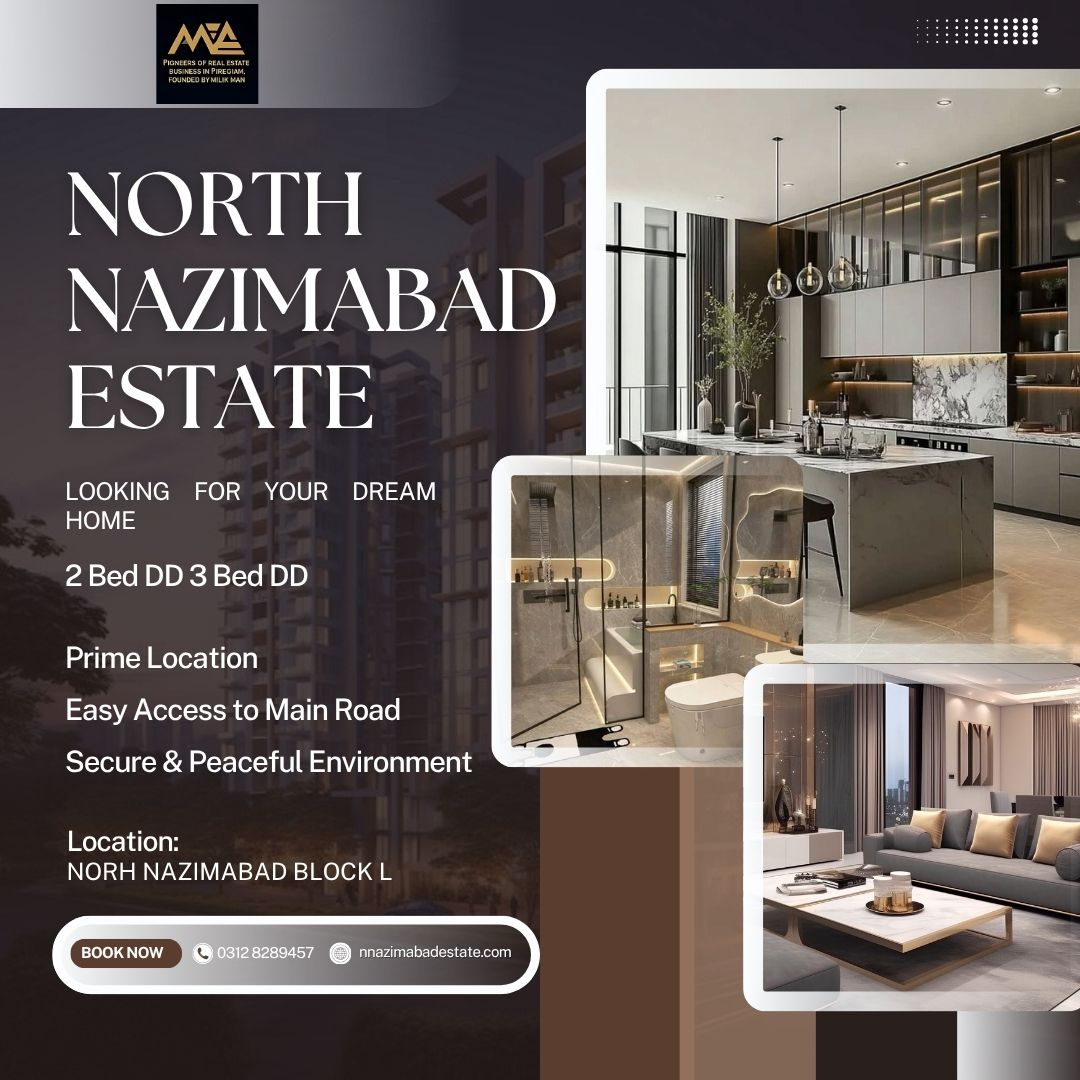 PIONEERS OF REAL ESTATE
BUSINESS IN PIREGIAM,
FOUNDED BY MILIK MAN
NORTH
NAZIMABAD
ESTATE
LOOKING FOR YOUR DREAM
HOME
2 Bed DD 3 Bed DD
Prime Location
Easy Access to Main Road
Secure & Peaceful Environment
Location:
NORH NAZIMABAD BLOCK L
BOOK NOW 0312 8289457 nnazimabadestate.com